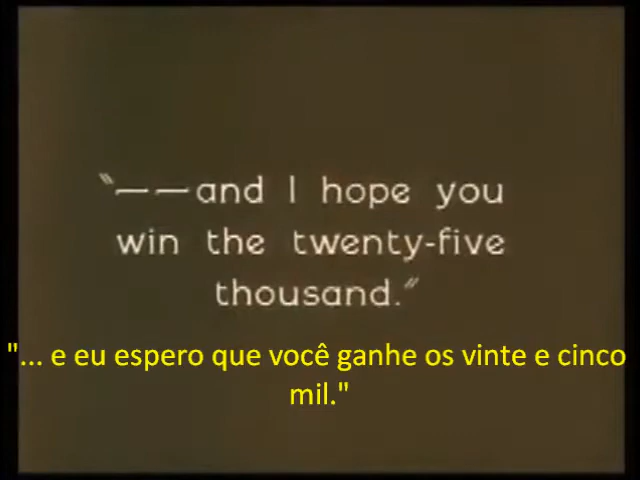 "——and I hope you
win the twenty-five
thousand."
"... e eu espero que você ganhe os vinte e cinco
mil."